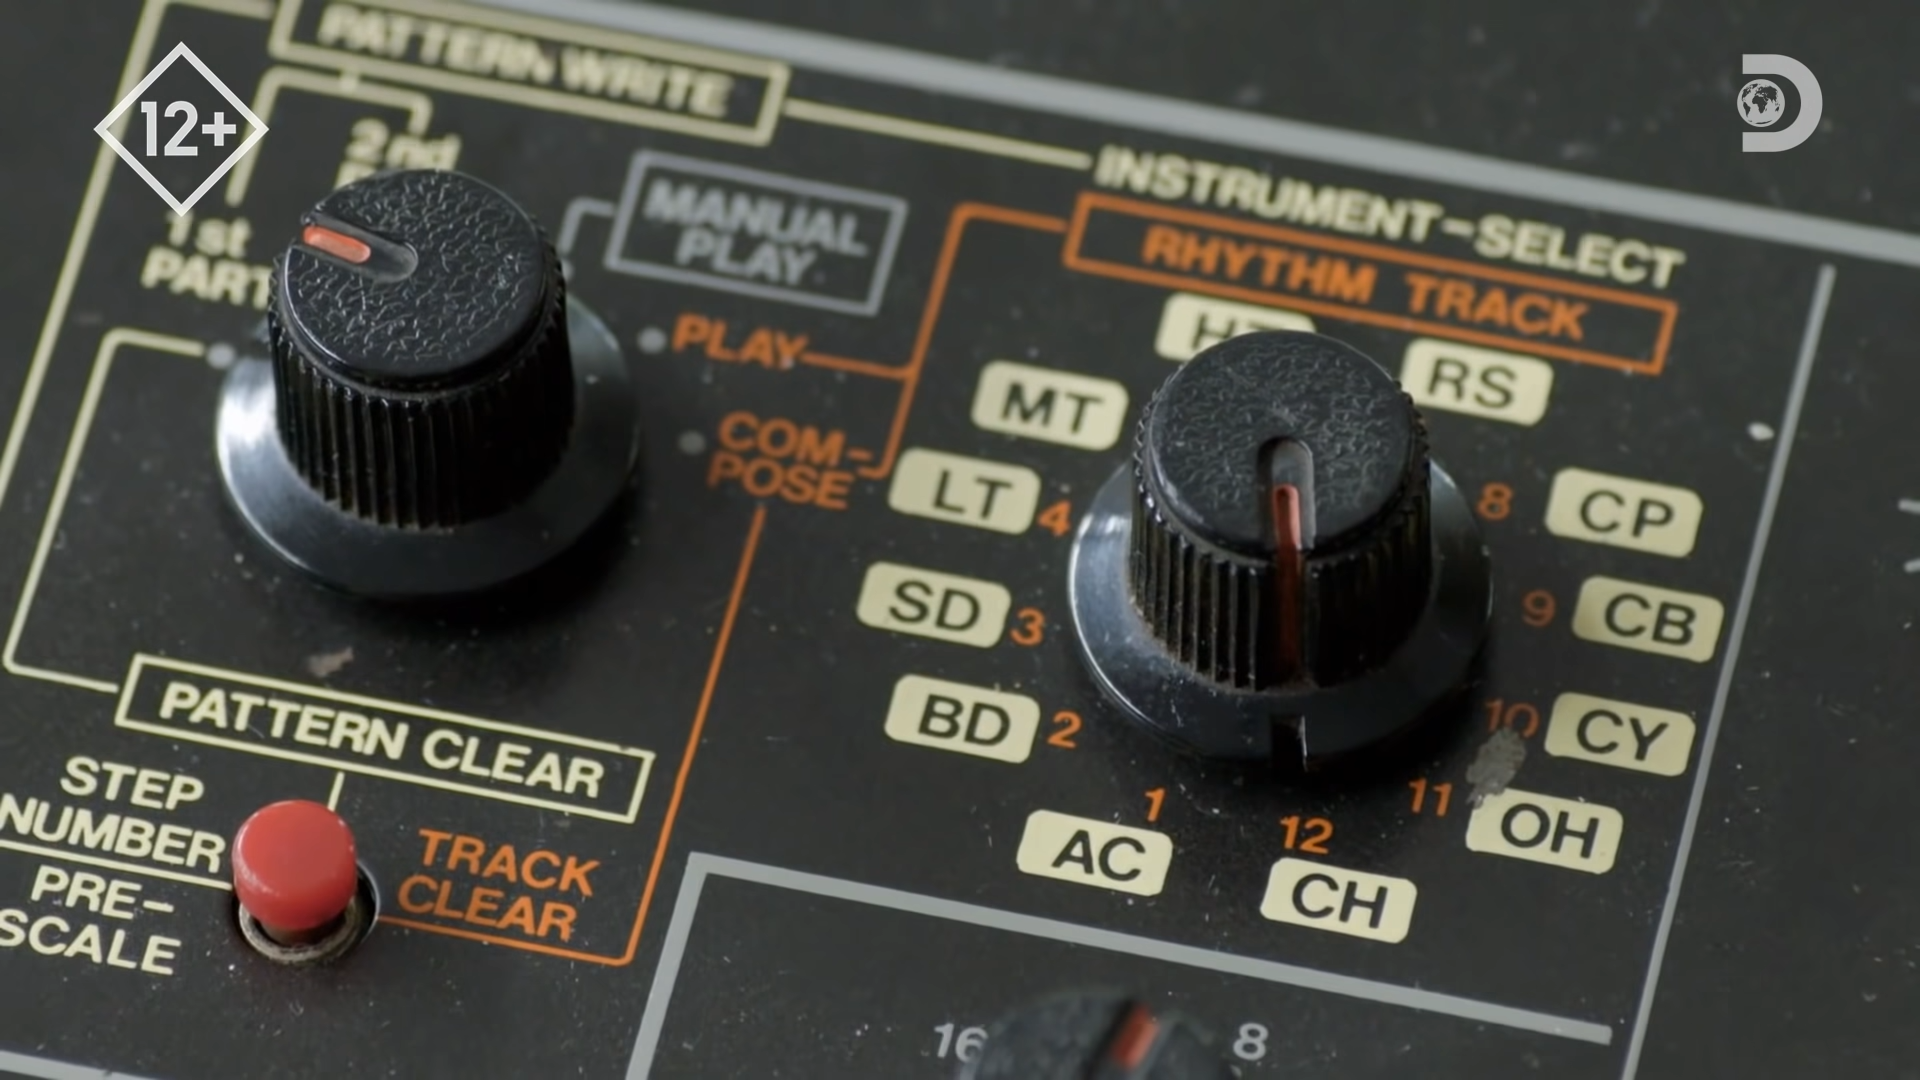 PATTERN WRITE
12+
2nd
1st
PART
MANUAL
PLAY
INSTRUMENT-SELECT
RHYTHM TRACK
PLAY
COM-
POSE
RS
MT
LT 4
8 CP
SD 3
9 CB
BD 2
10 CY
1
AC
12
CH
11
OH
PATTERN CLEAR
STEP
NUMBER
PRE-
SCALE
TRACK
CLEAR
16
8